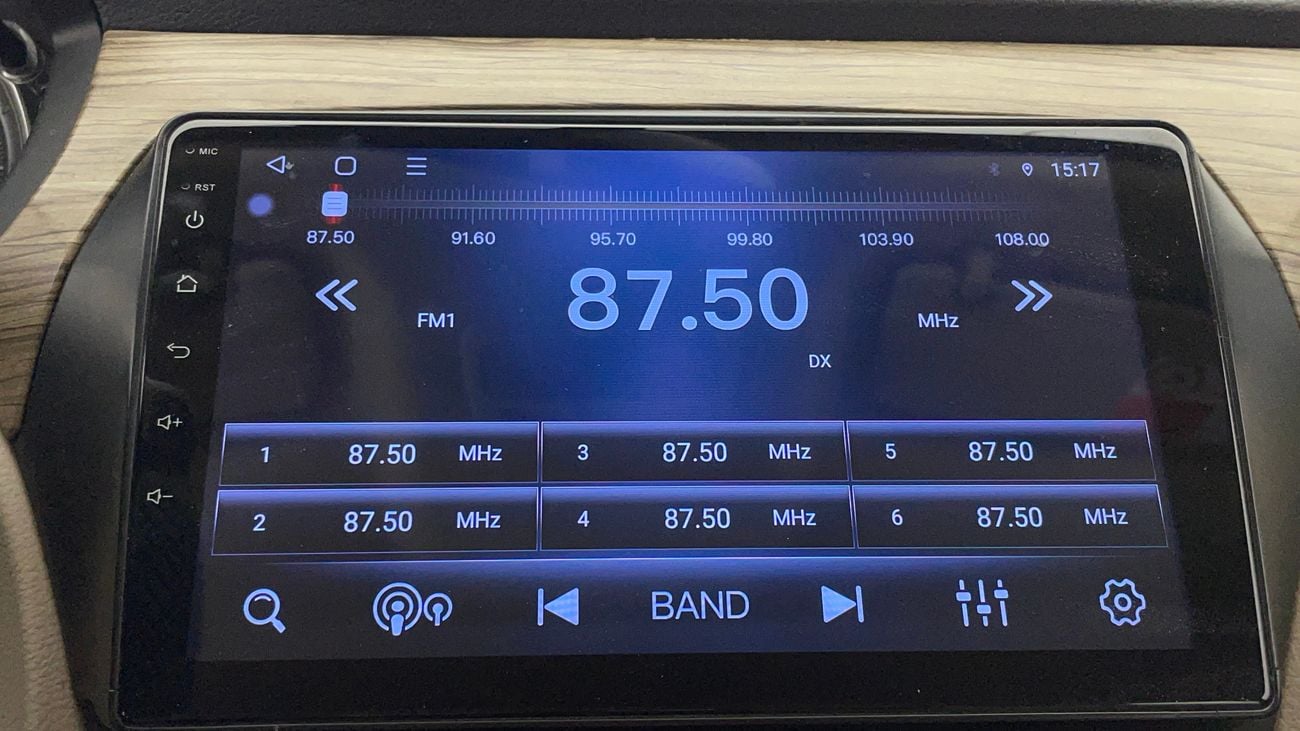 MIC
RST
15:17
87.50 91.60 95.70 99.80 103.90 108.00
FM1 87.50 MHz
DX
1 87.50 MHz 3 87.50 MHz 5 87.50 MHz
2 87.50 MHz 4 87.50 MHz 6 87.50 MHz
BAND